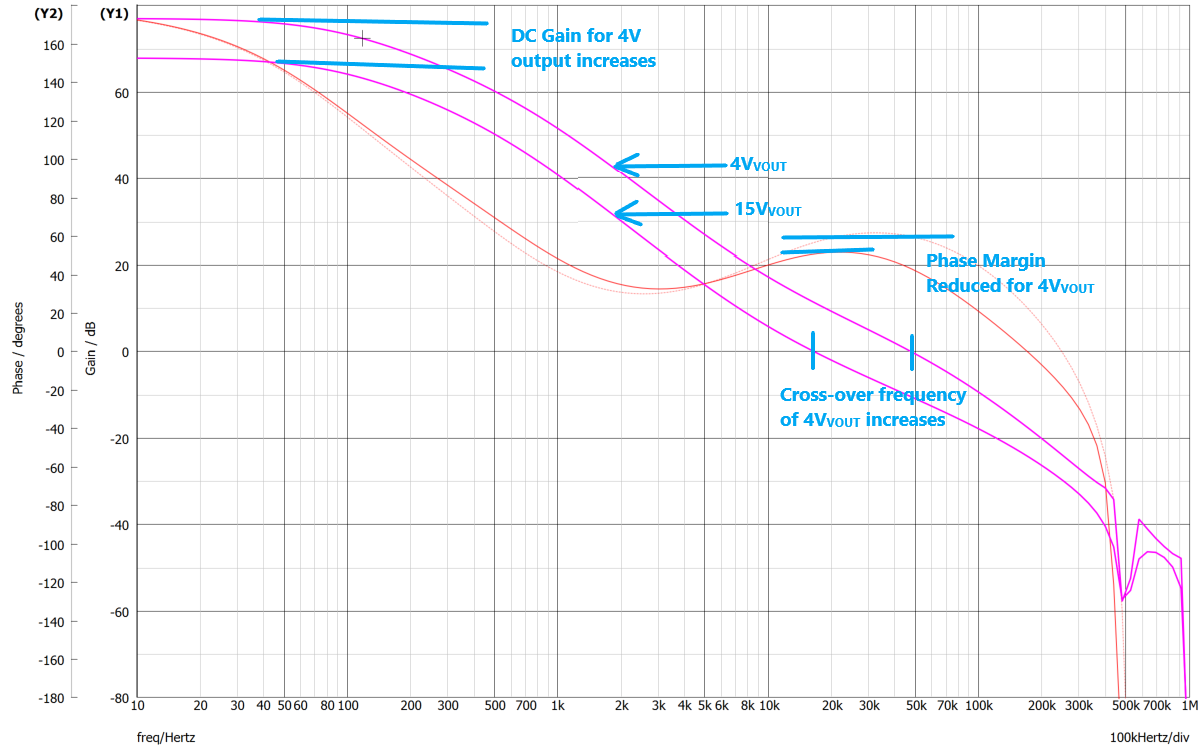 (Y2) (Y1)
160
140
120
100
80
60
40
20
0
-20
-40
-60
-80
-100
-120
-140
-160
-180
Phase / degrees
60
40
20
0
-20
-40
-60
-80
Gain / dB
DC Gain for 4V
output increases
4VVOUT
15VVOUT
Phase Margin
Reduced for 4VVOUT
Cross-over frequency
of 4VVOUT increases
10 20 30 40 50 60 80 100 200 300 400 500 700 1k 2k 3k 4k 5k 6k 8k 10k 20k 30k 50k 70k 100k 200k 300k 500k 700k 1M
freq/Hertz 100kHertz/div